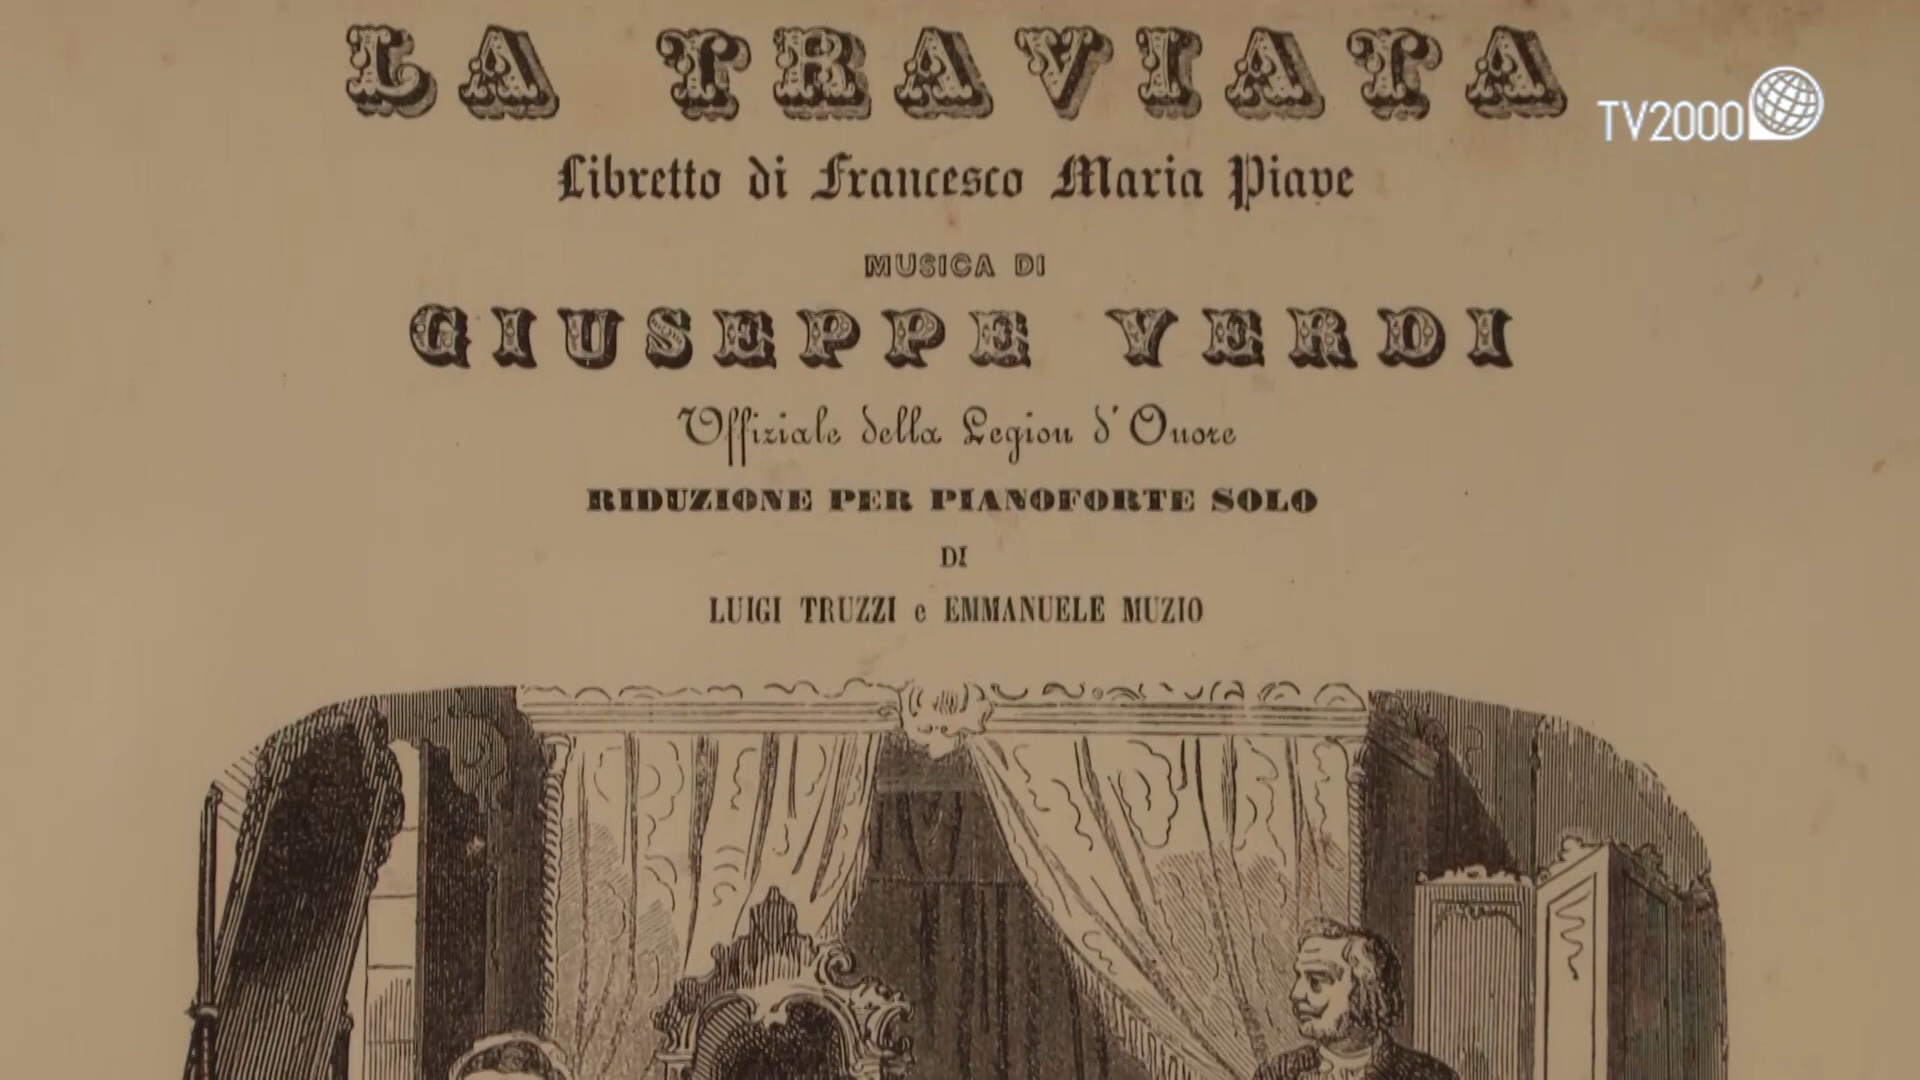 LA TRAVIATA
TV2000
Libretto di Francesco Maria Piave
MUSICA DI
GIUSEPPE VERDI
Uffiziale della Legion d'Onore
RIDUZIONE PER PIANOFORTE SOLO
DI
LUIGI TRUZZI e EMMANUELE MUZIO